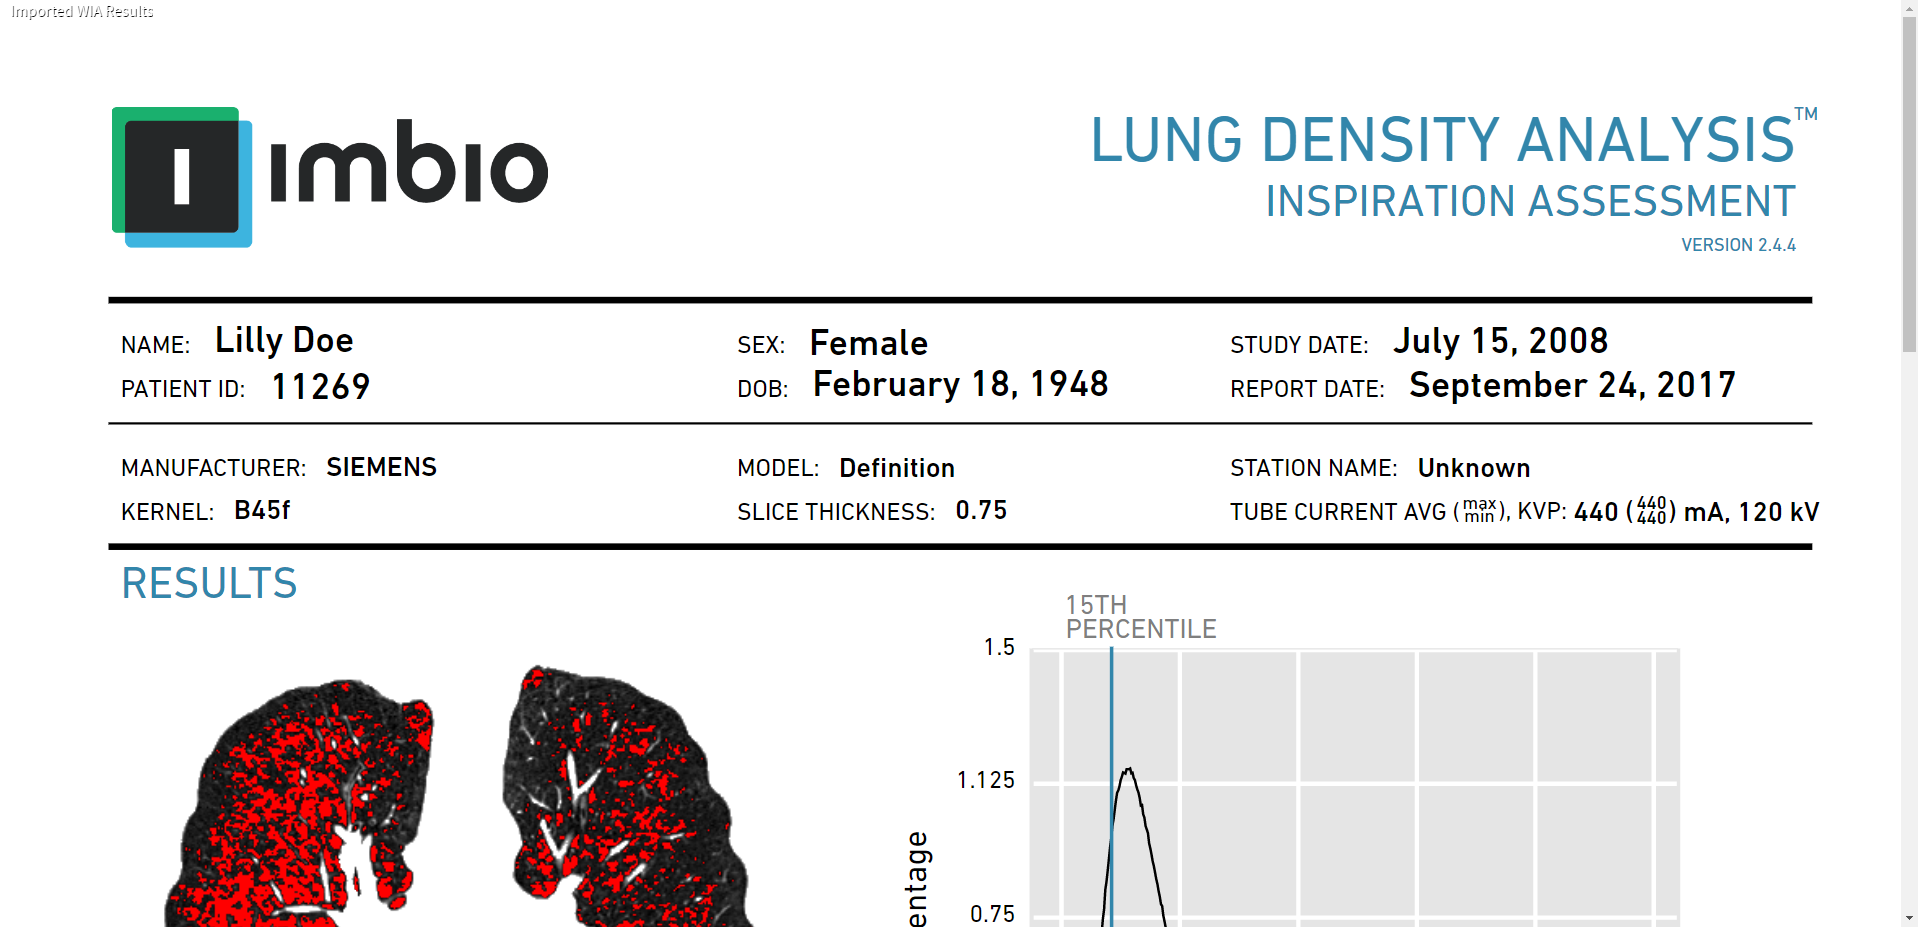 Imported WIA Results
I imbio
LUNG DENSITY ANALYSIS™
INSPIRATION ASSESSMENT
VERSION 2.4.4
NAME: Lilly Doe SEX: Female STUDY DATE: July 15, 2008
PATIENT ID: 11269 DOB: February 18, 1948 REPORT DATE: September 24, 2017
MANUFACTURER: SIEMENS MODEL: Definition STATION NAME: Unknown
KERNEL: B45f SLICE THICKNESS: 0.75 TUBE CURRENT AVG (max min), KVP: 440 (440 440) mA, 120 kV
RESULTS
15TH
PERCENTILE
1.5
1.125
0.75
entage